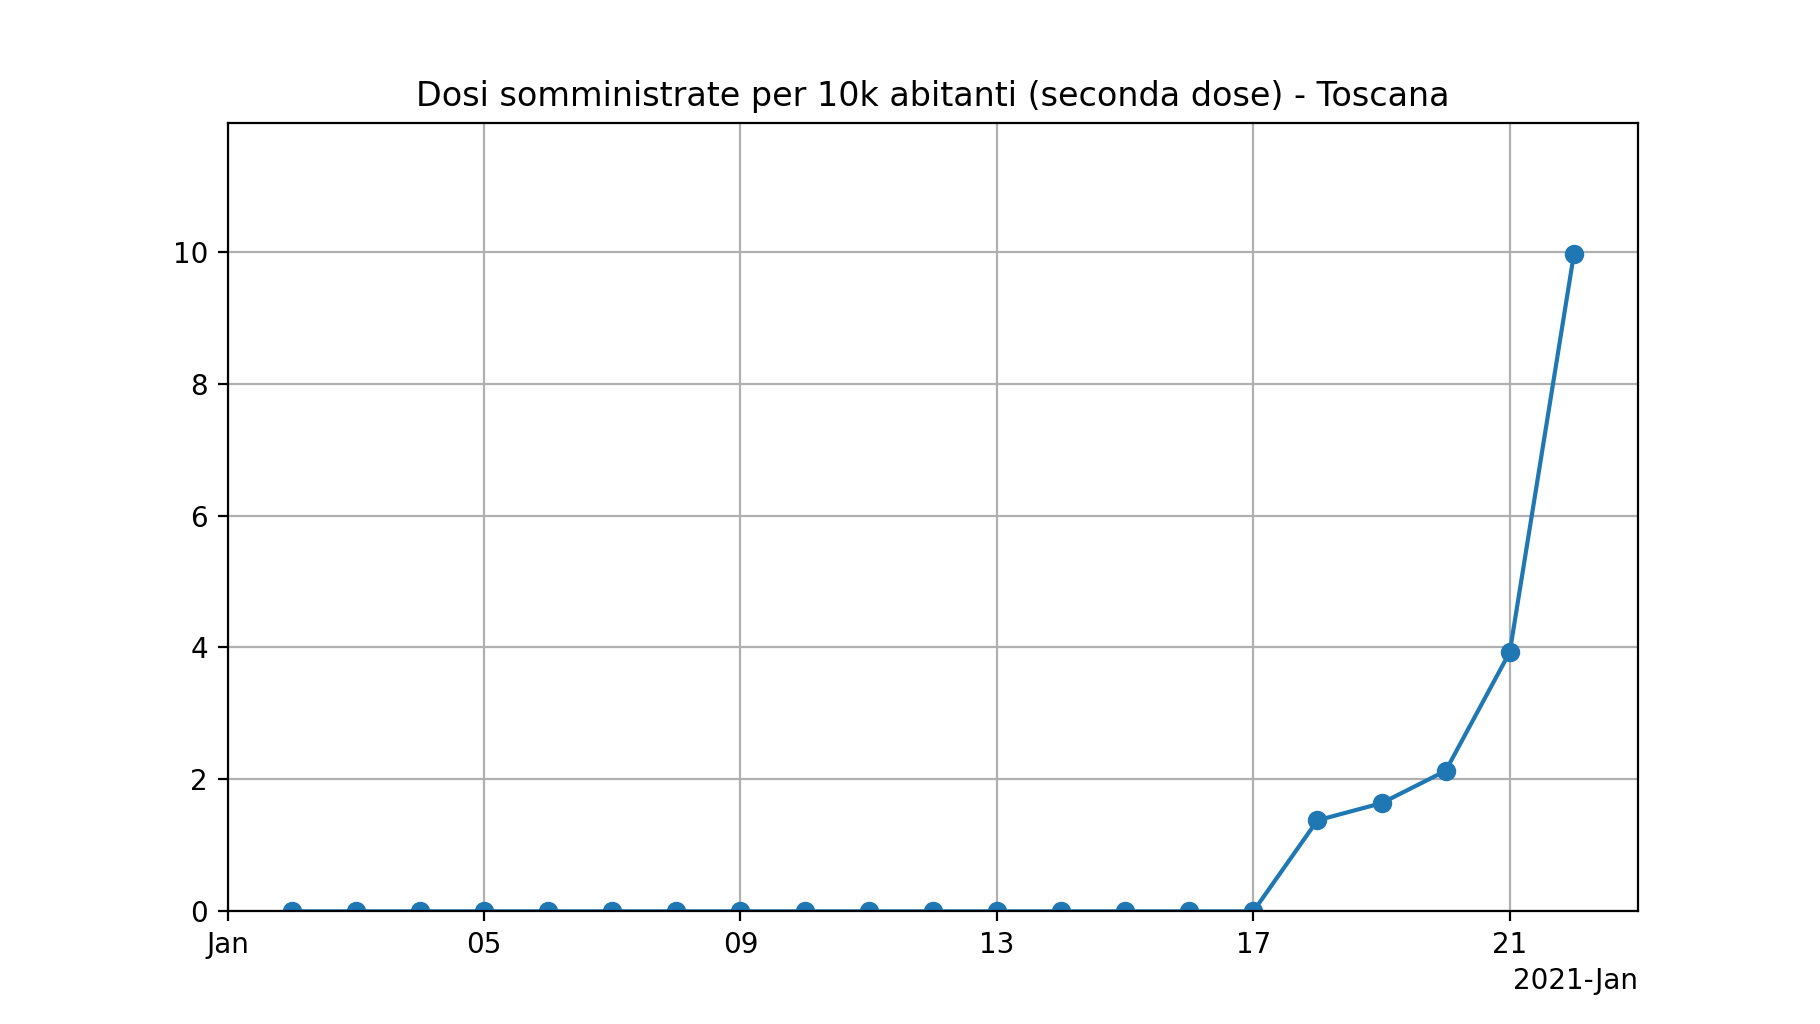 Dosi somministrate per 10k abitanti (seconda dose) - Toscana
10
8
6
4
2
0
Jan 05 09 13 17 21
2021-Jan